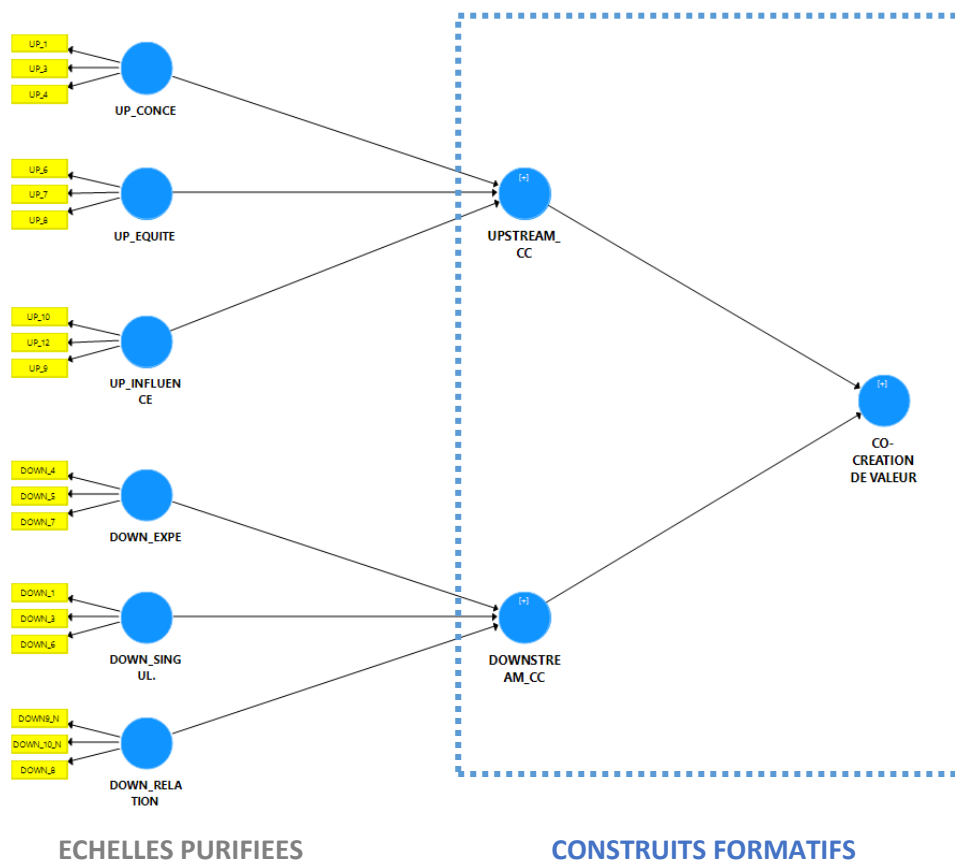 UP_1
UP_3
UP_4
UP_CONCE
UP_6
UP_7
UP_8
UP_EQUITE
[+]
UPSTREAM_
CC
UP_10
UP_12
UP_9
UP_INFLUEN
CE
[+]
CO-
CREATION
DE VALEUR
DOWN_4
DOWN_5
DOWN_7
DOWN_EXPE
DOWN_1
DOWN_3
DOWN_6
DOWN_SING
UL.
[+]
DOWNSTRE
AM_CC
DOWN9_N
DOWN_10_N
DOWN_8
DOWN_RELA
TION
ECHELLES PURIFIEES
CONSTRUITS FORMATIFS